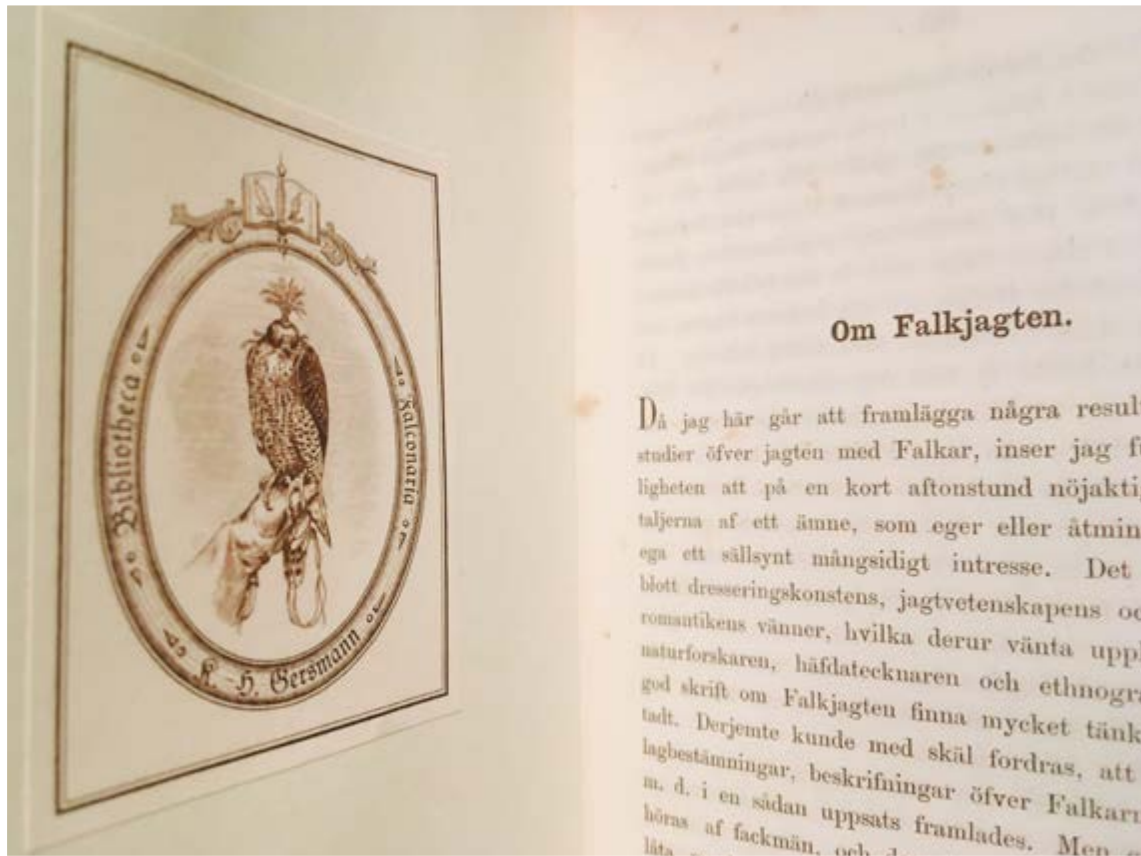 Bibliotheca
Falconaria
K.-H. Gersmann
Om Falkjagten.
Då jag här går att framlägga några resul
studier öfver jagten med Falkar, inser jag f
ligheten att på en kort aftonstund nöjakti
taljerna af ett ämne, som eger eller åtmin
ega ett sällsynt mångsidigt intresse. Det
blott dresseringskonstens, jagtvetenskapens oc
romantikens vänner, hvilka derur vänta upp
naturforskaren, häfdatecknaren och ethnogra
god skrift om Falkjagten finna mycket tänk
tadt. Derjemte kunde med skäl fordras, att
lagbestämningar, beskrifningar öfver Falkarn
m. d. i en sådan uppsats framlades. Men
höras af fackmän, och
låta